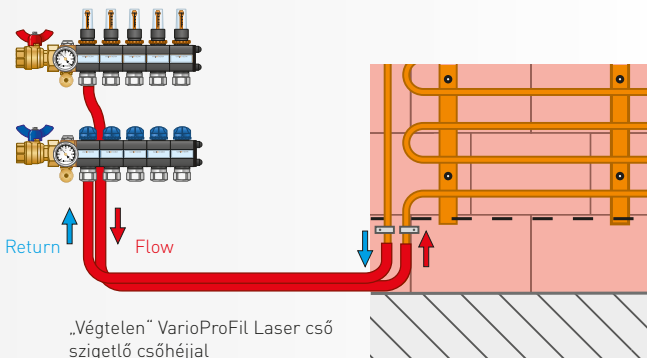 Return
Flow
„Végtelen“ VarioProFil Laser cső
szigetlő csőhéjjal